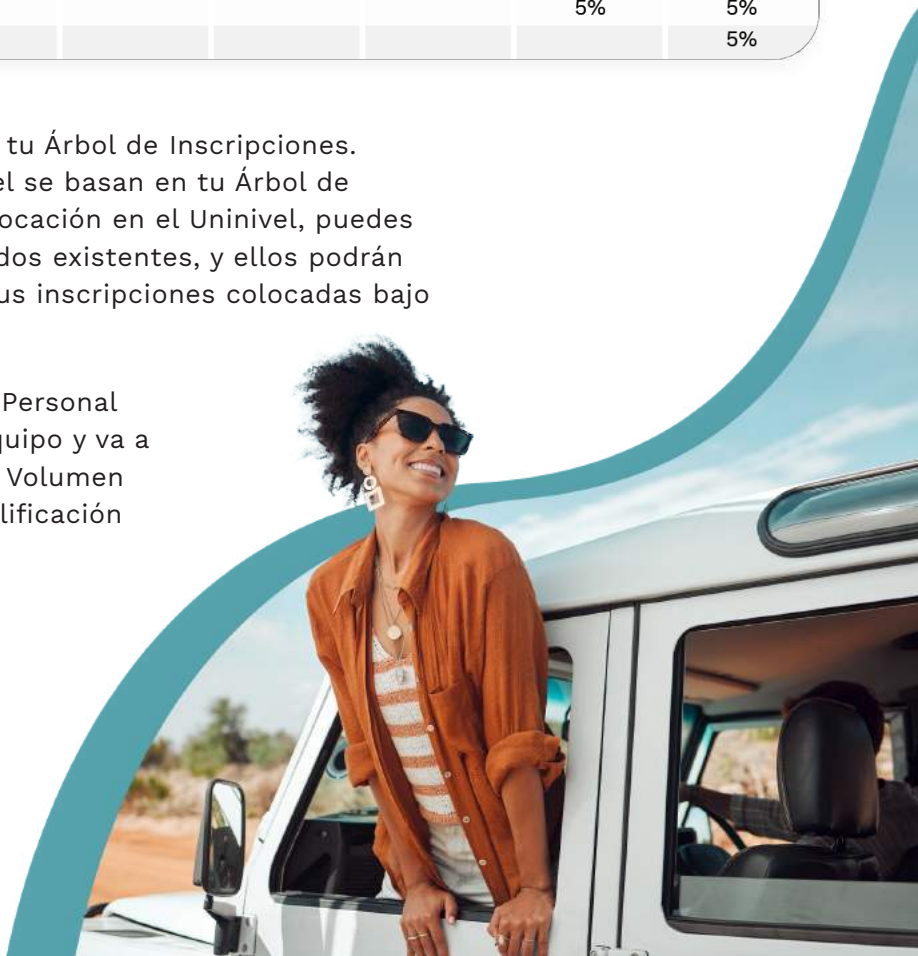 5% 5%
5%
tu Árbol de Inscripciones.
el se basan en tu Árbol de
ocación en el Uninivel, puedes
dos existentes, y ellos podrán
us inscripciones colocadas bajo
Personal
quipo y va a
Volumen
lificación